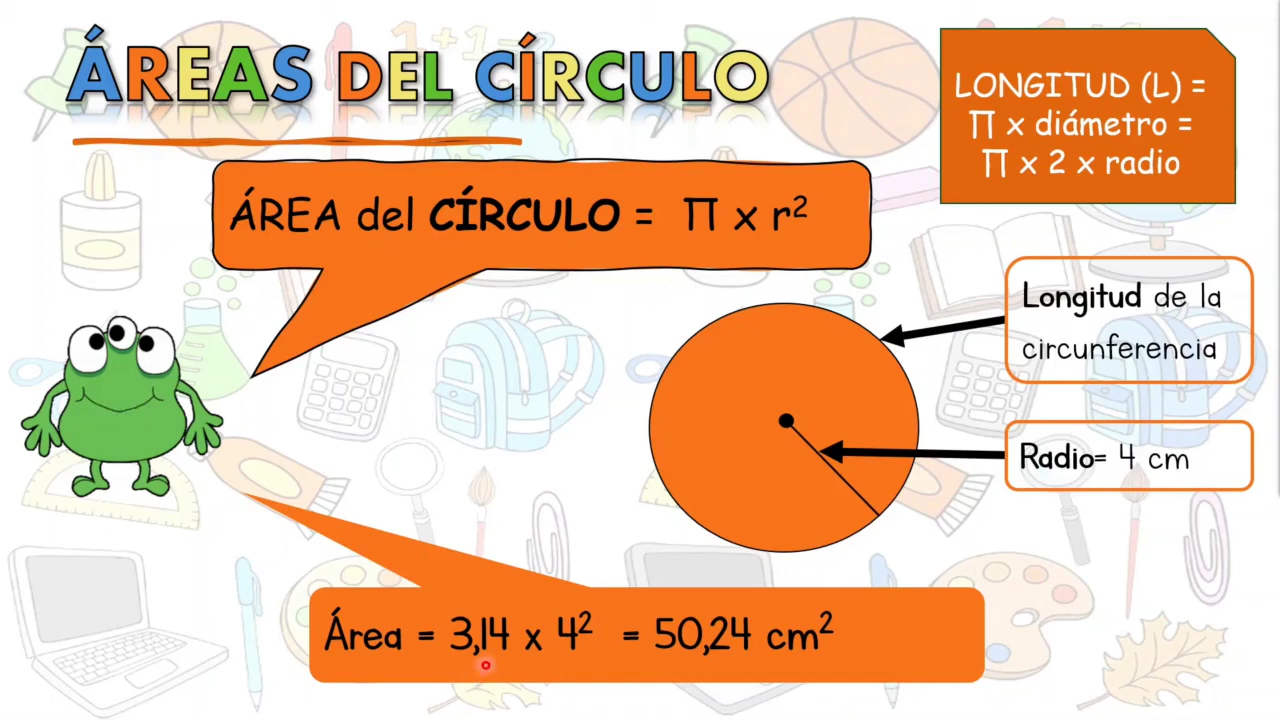 ÁREAS DEL CÍRCULO
LONGITUD (L) =
Π x diámetro =
Π x 2 x radio
ÁREA del CÍRCULO = Π x r²
Longitud de la
circunferencia
Radio= 4 cm
Área = 3,14 x 4² = 50,24 cm²